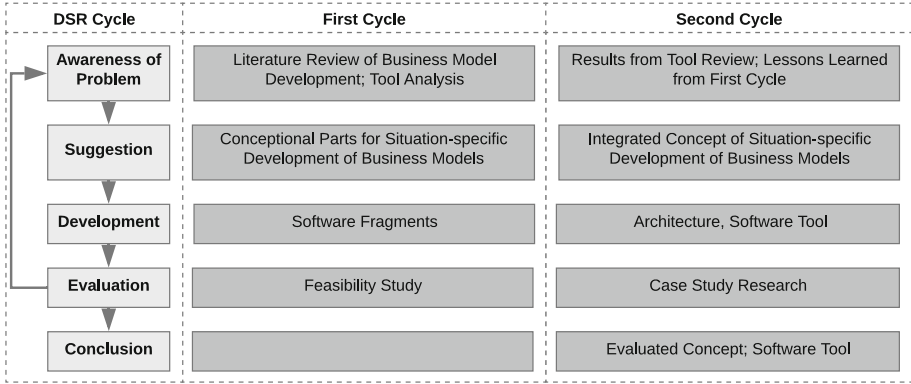 DSR Cycle
First Cycle
Second Cycle
Awareness of
Problem
Literature Review of Business Model
Development; Tool Analysis
Results from Tool Review; Lessons Learned
from First Cycle
Suggestion
Conceptional Parts for Situation-specific
Development of Business Models
Integrated Concept of Situation-specific
Development of Business Models
Development
Software Fragments
Architecture, Software Tool
Evaluation
Feasibility Study
Case Study Research
Conclusion
Evaluated Concept; Software Tool